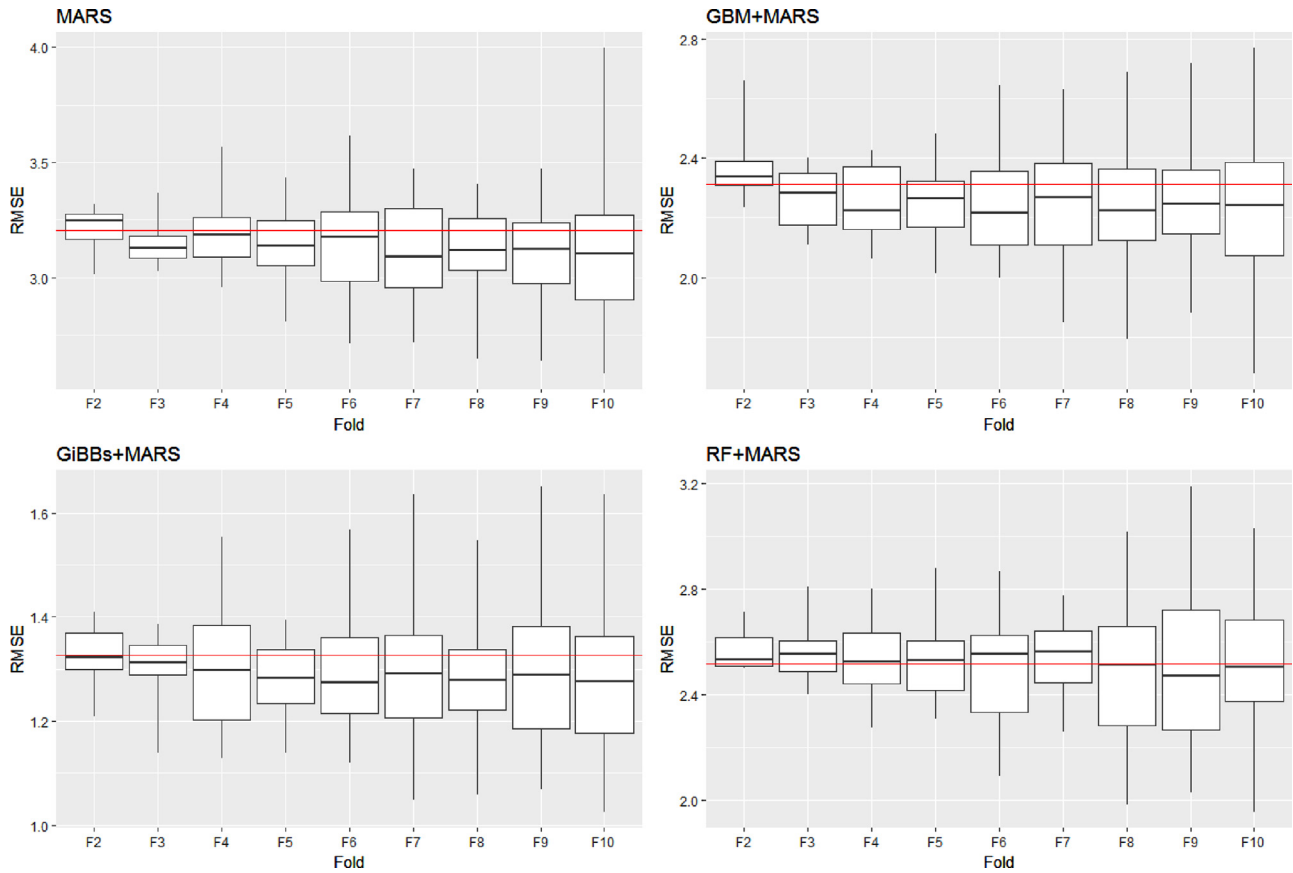 MARS
RMSE
4.0
3.5
3.0
F2 F3 F4 F5 F6 F7 F8 F9 F10
Fold
GBM+MARS
RMSE
2.8
2.4
2.0
F2 F3 F4 F5 F6 F7 F8 F9 F10
Fold
GiBBs+MARS
RMSE
1.6
1.4
1.2
1.0
F2 F3 F4 F5 F6 F7 F8 F9 F10
Fold
RF+MARS
RMSE
3.2
2.8
2.4
2.0
F2 F3 F4 F5 F6 F7 F8 F9 F10
Fold